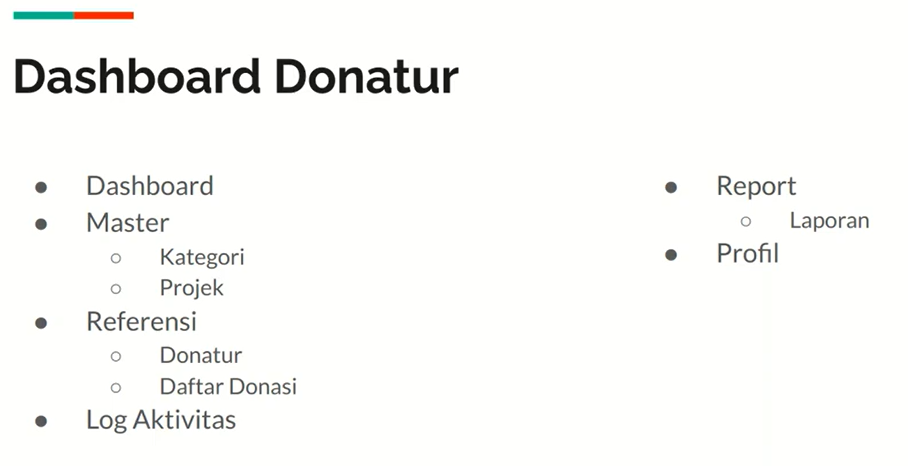 Dashboard Donatur
● Dashboard
● Master
○ Kategori
○ Projek
● Referensi
○ Donatur
○ Daftar Donasi
● Log Aktivitas
● Report
○ Laporan
● Profil